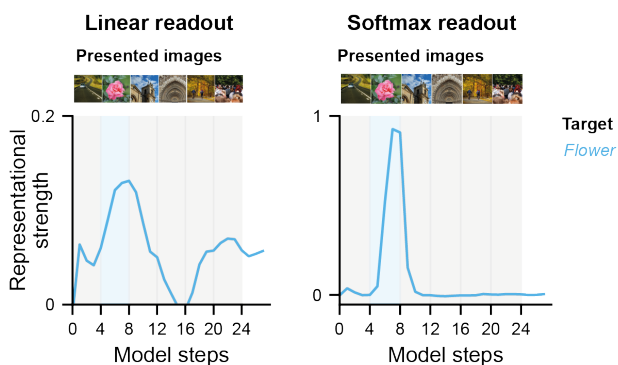 Linear readout
Presented images
0.2
0
Representational
strength
0 4 8 12 16 20 24
Model steps
Softmax readout
Presented images
1
0
0 4 8 12 16 20 24
Model steps
Target
Flower